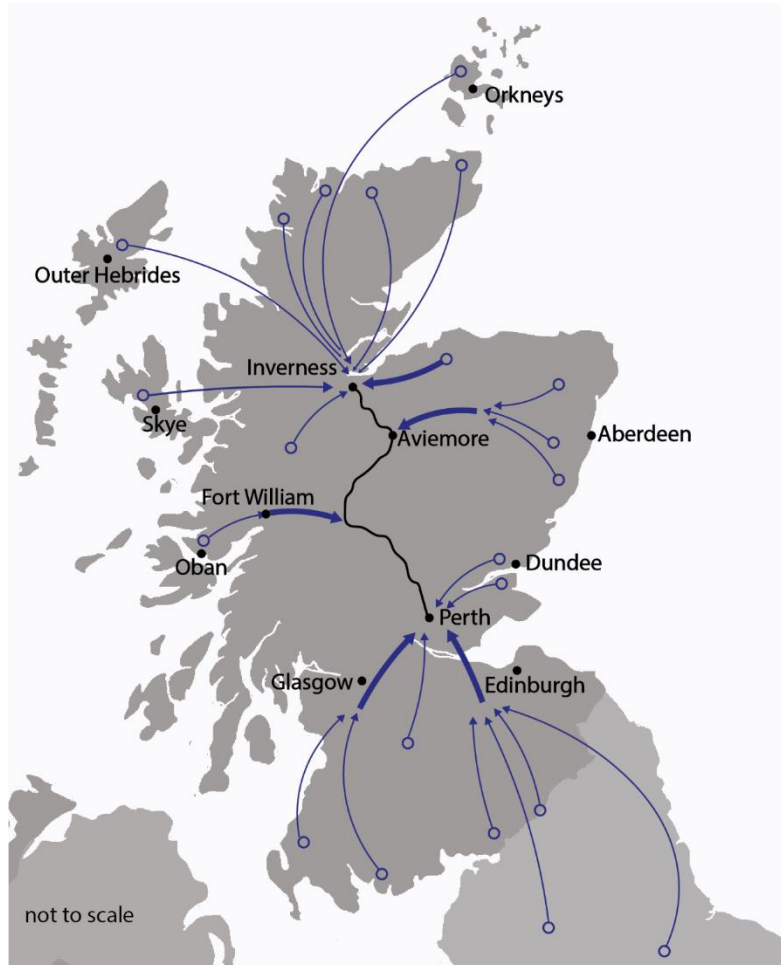 Orkneys
Outer Hebrides
Inverness
Skye
Aviemore
Aberdeen
Fort William
Oban
Dundee
Perth
Glasgow
Edinburgh
not to scale